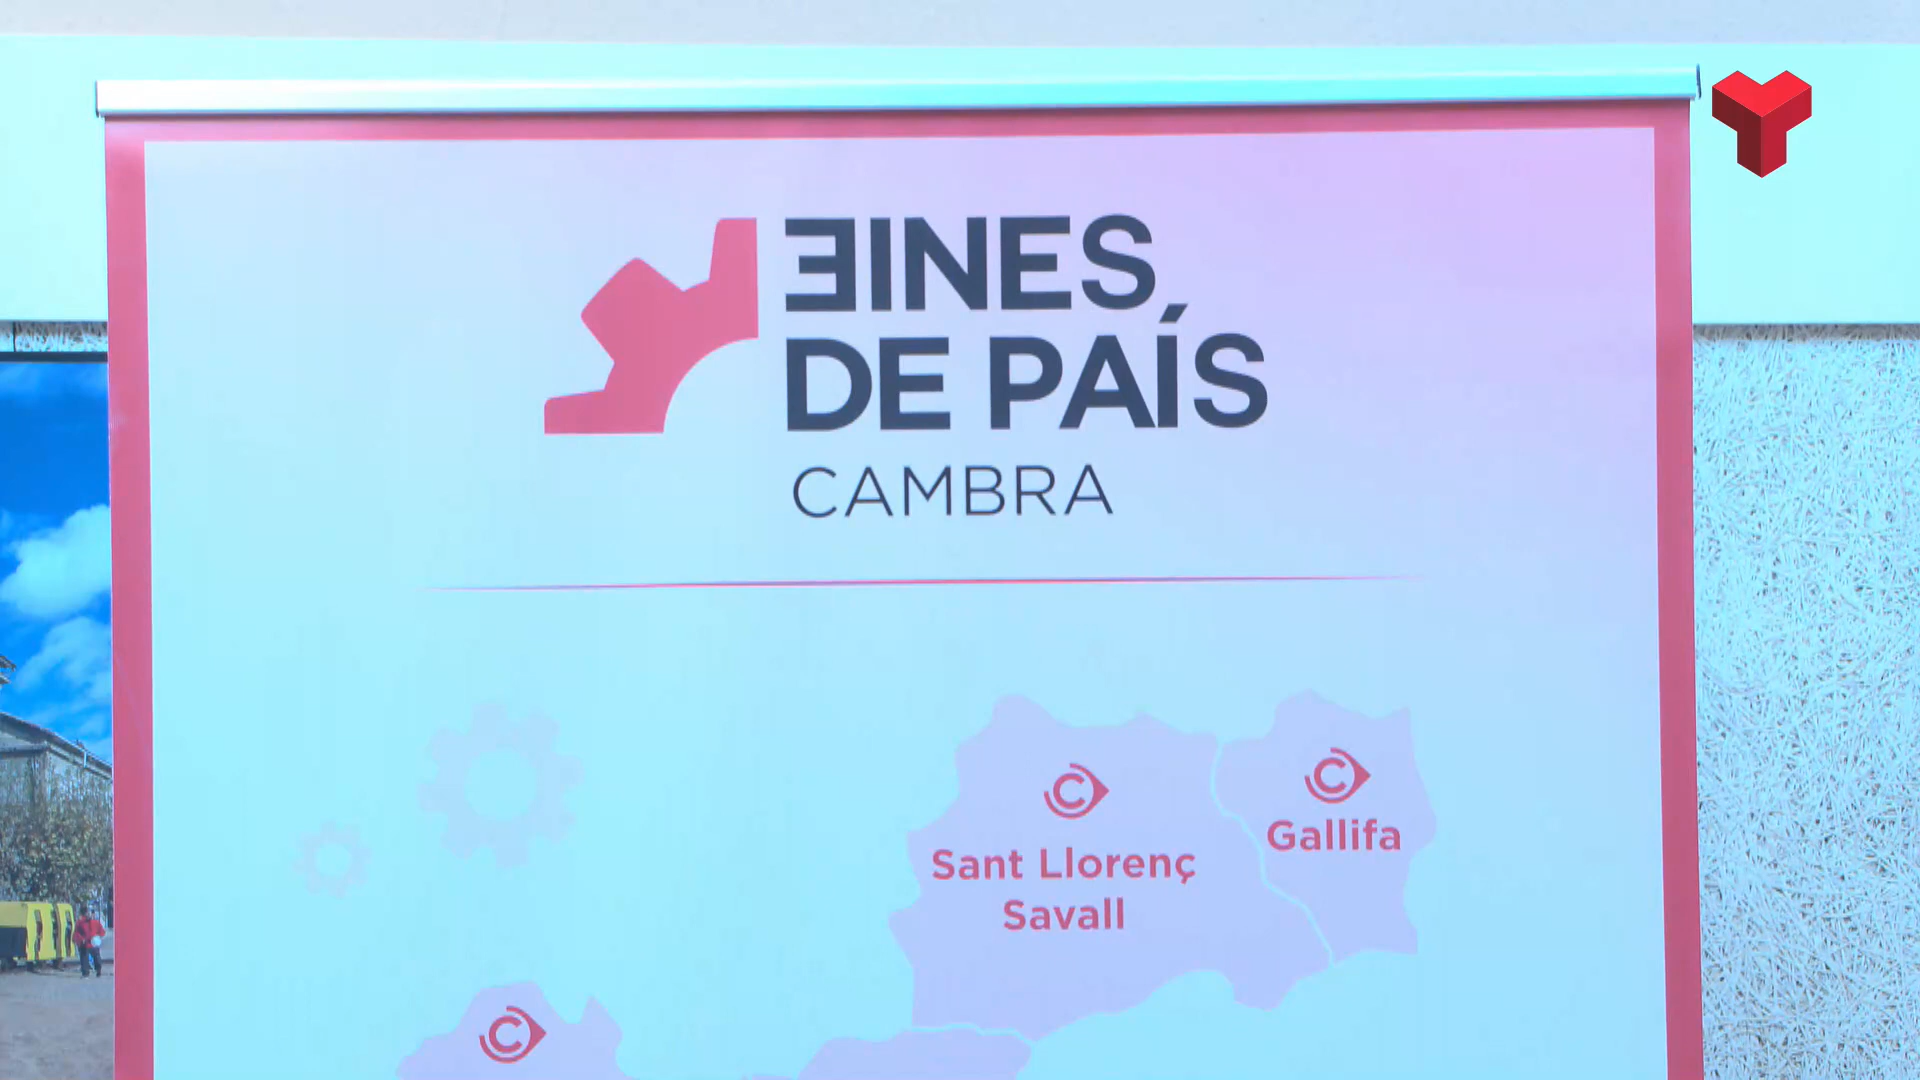 EINES
DE PAÍS
CAMBRA
Gallifa
Sant Llorenç
Savall